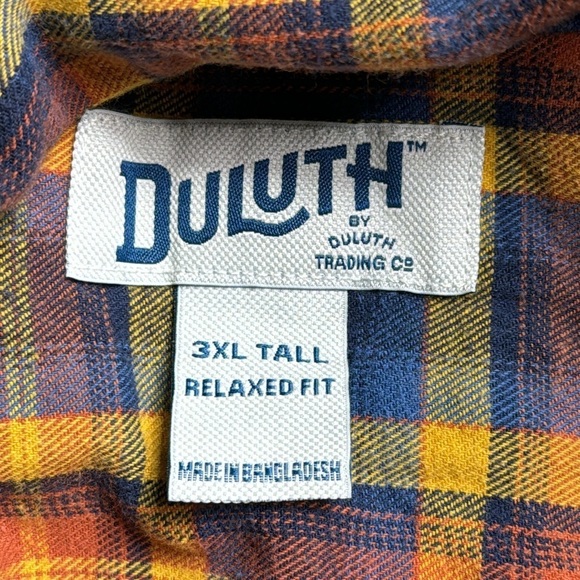 DULUTH™
BY
DULUTH
TRADING Cº
3XL TALL
RELAXED FIT
MADE IN BANGLADESH